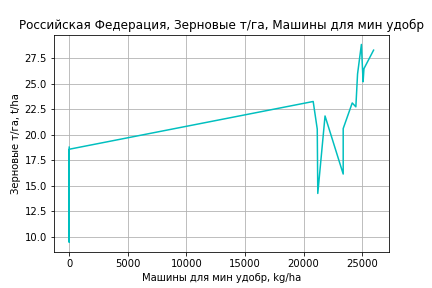 Российская Федерация, Зерновые т/га, Машины для мин удобр
27.5
25.0
22.5
20.0
17.5
15.0
12.5
10.0
Зерновые т/га, t/ha
0 5000 10000 15000 20000 25000
Машины для мин удобр, kg/ha